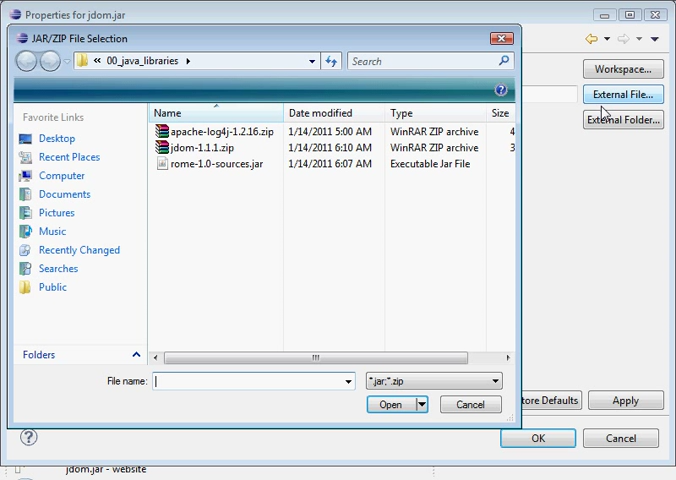 Properties for jdom.jar
JAR/ZIP File Selection
« 00_java_libraries
Search
Workspace...
External File...
External Folder...
Favorite Links
Desktop
Recent Places
Computer
Documents
Pictures
Music
Recently Changed
Searches
Public
Folders
Name Date modified Type Size
apache-log4j-1.2.16.zip 1/14/2011 5:00 AM WinRAR ZIP archive 4
jdom-1.1.1.zip 1/14/2011 6:10 AM WinRAR ZIP archive 3
rome-1.0-sources.jar 1/14/2011 6:07 AM Executable Jar File
File name: *.jar;*.zip
Open Cancel
tore Defaults Apply
OK Cancel
jdom.jar - website